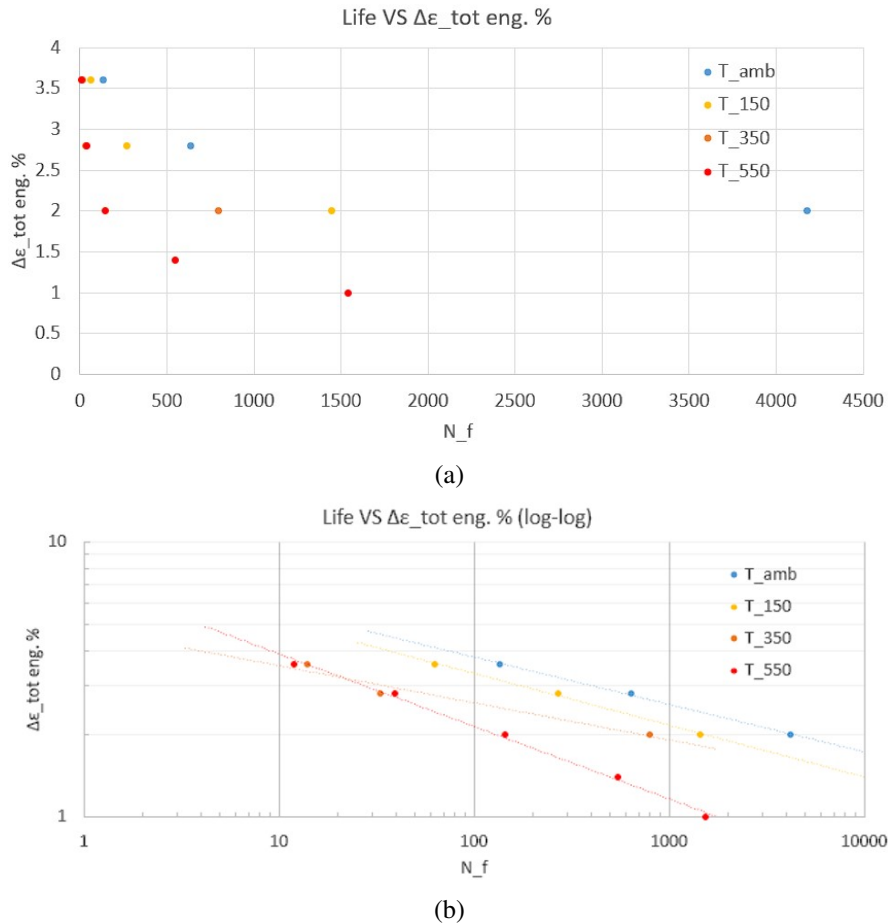 Life VS Δε_tot eng. %
Δε_tot eng. %
4
3.5
3
2.5
2
1.5
1
0.5
0
0 500 1000 1500 2000 2500 3000 3500 4000 4500
N_f
T_amb
T_150
T_350
T_550
(a)
Life VS Δε_tot eng. % (log-log)
Δε_tot eng. %
10
1
1 10 100 1000 10000
N_f
T_amb
T_150
T_350
T_550
(b)